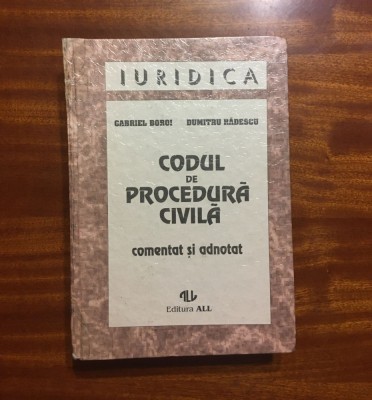 IURIDICA
GABRIEL BOROI DUMITRU RĂDESCU
CODUL
DE
PROCEDURĂ
CIVILĂ
comentat și adnotat
ALL
Editura ALL